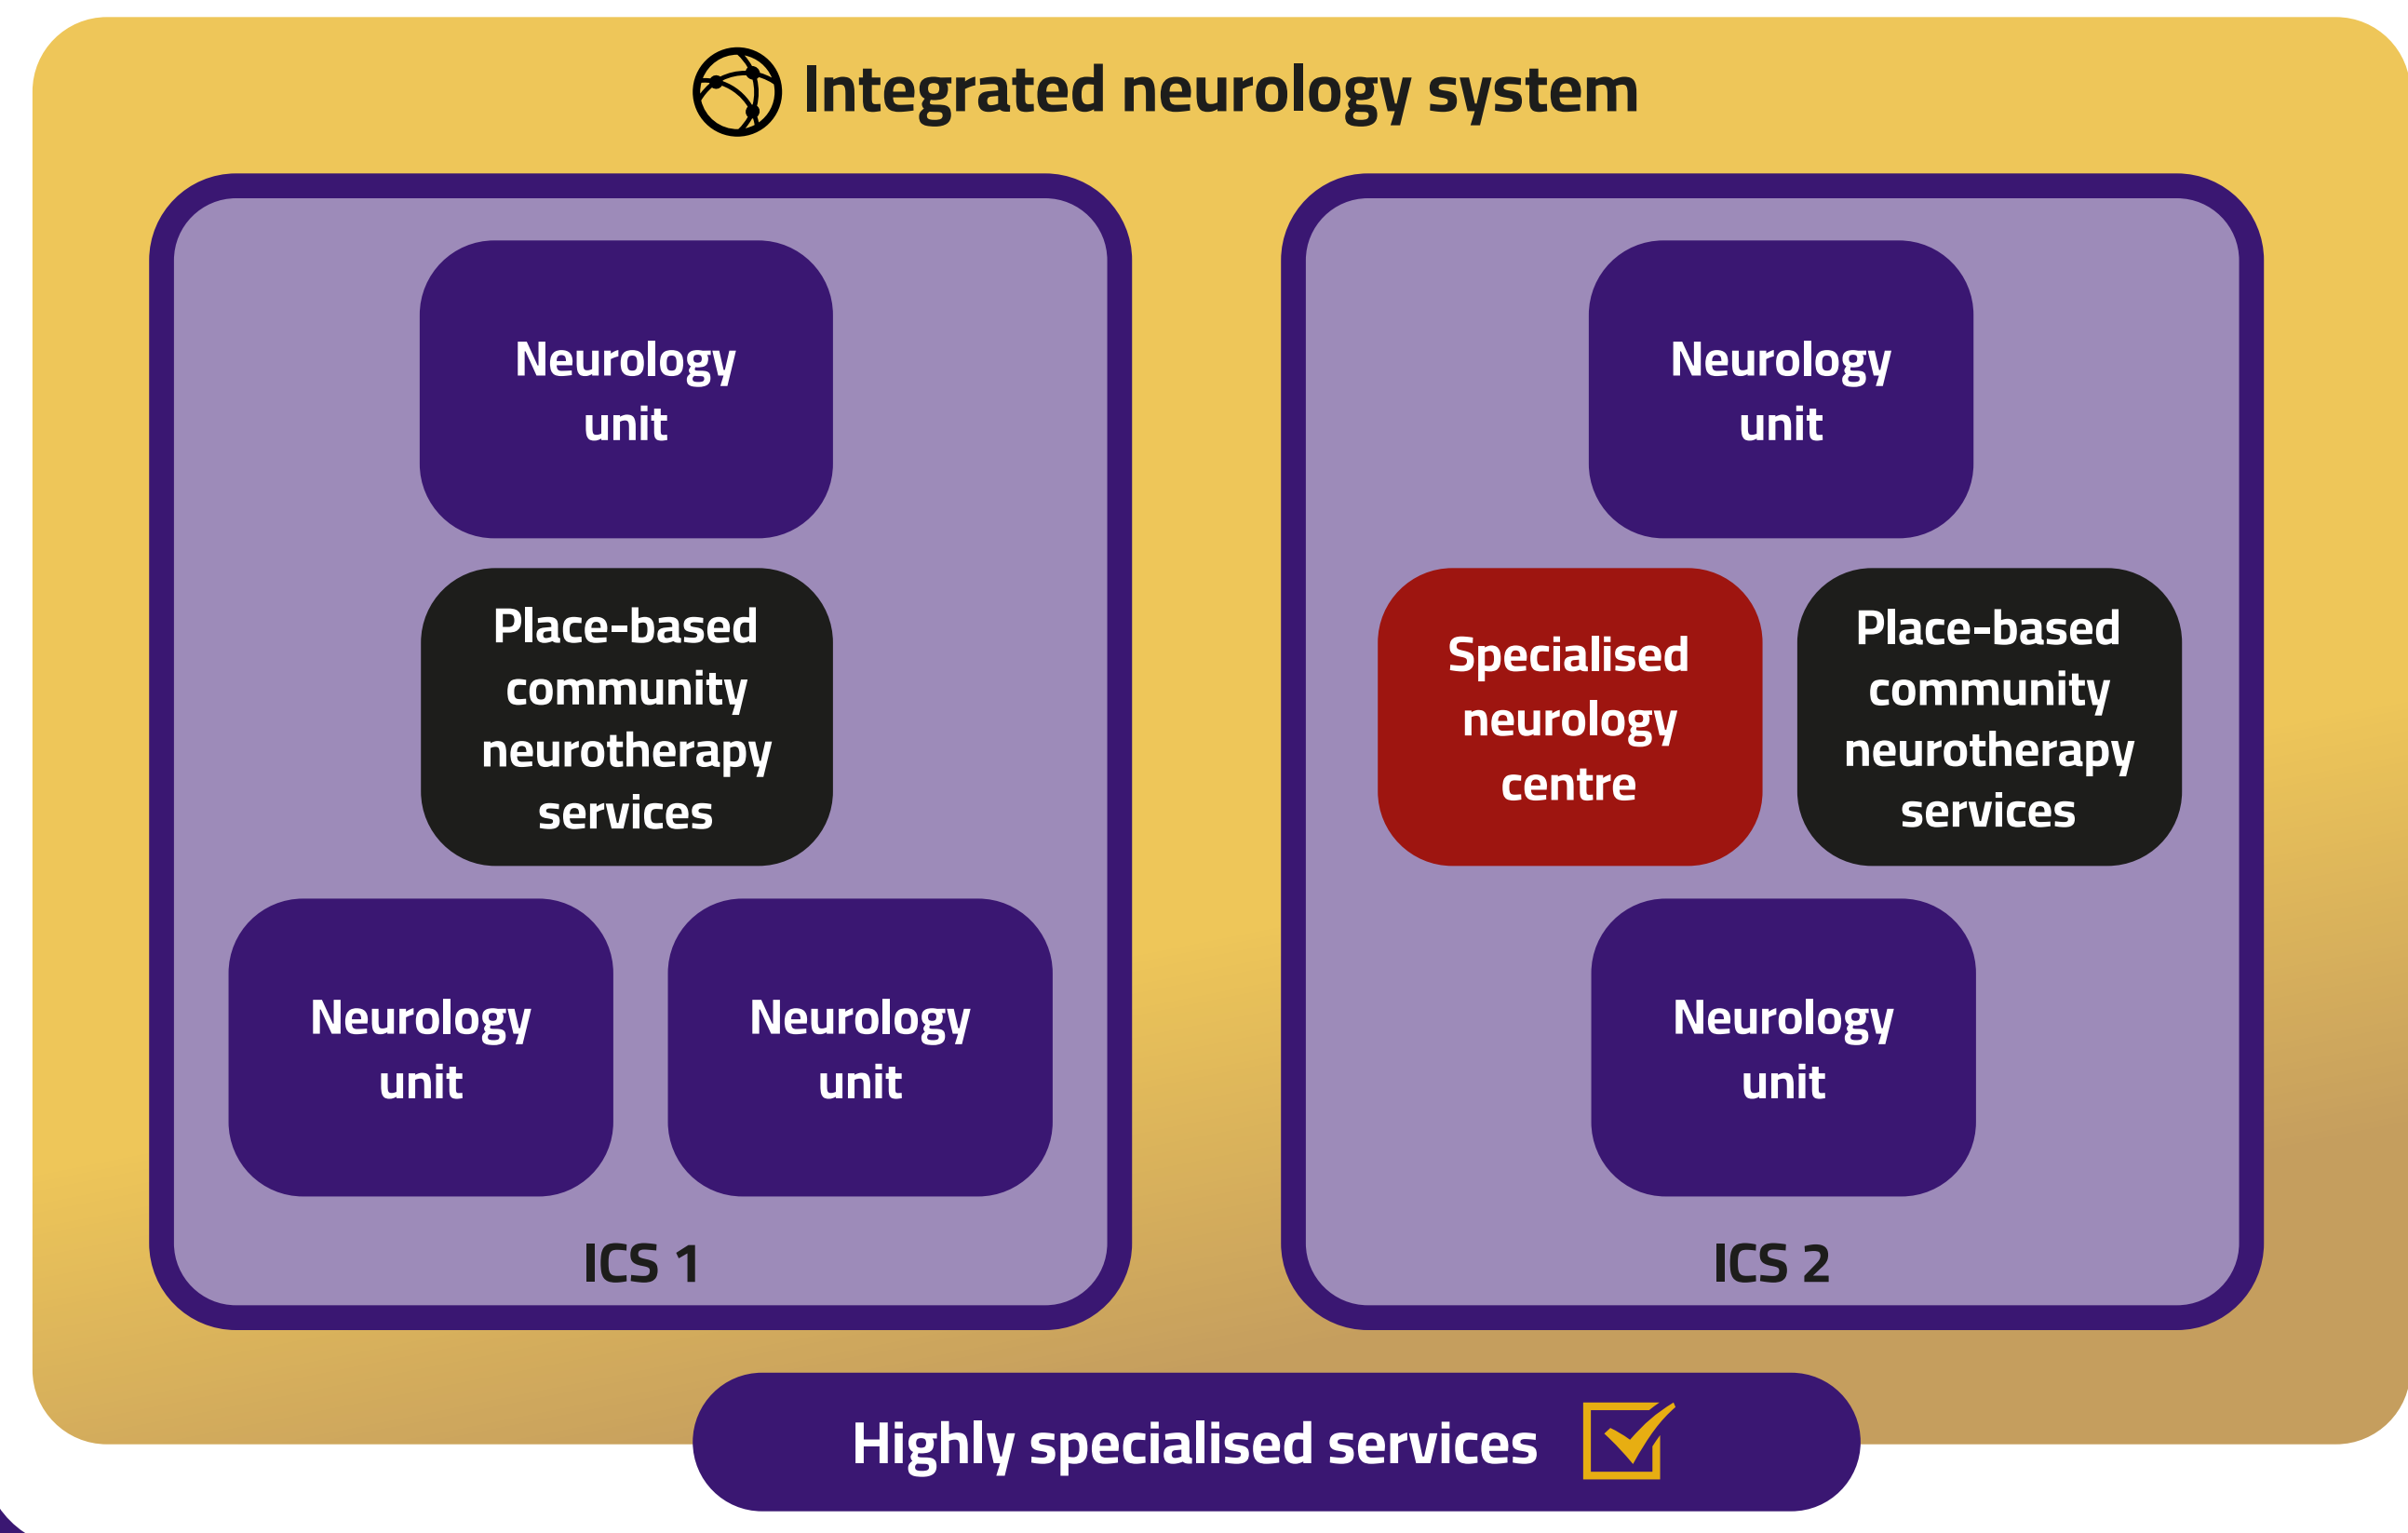 Integrated neurology system
Neurology
unit
Place-based
community
neurotherapy
services
Neurology
unit
Neurology
unit
ICS 1
Neurology
unit
Specialised
neurology
centre
Place-based
community
neurotherapy
services
Neurology
unit
ICS 2
Highly specialised services